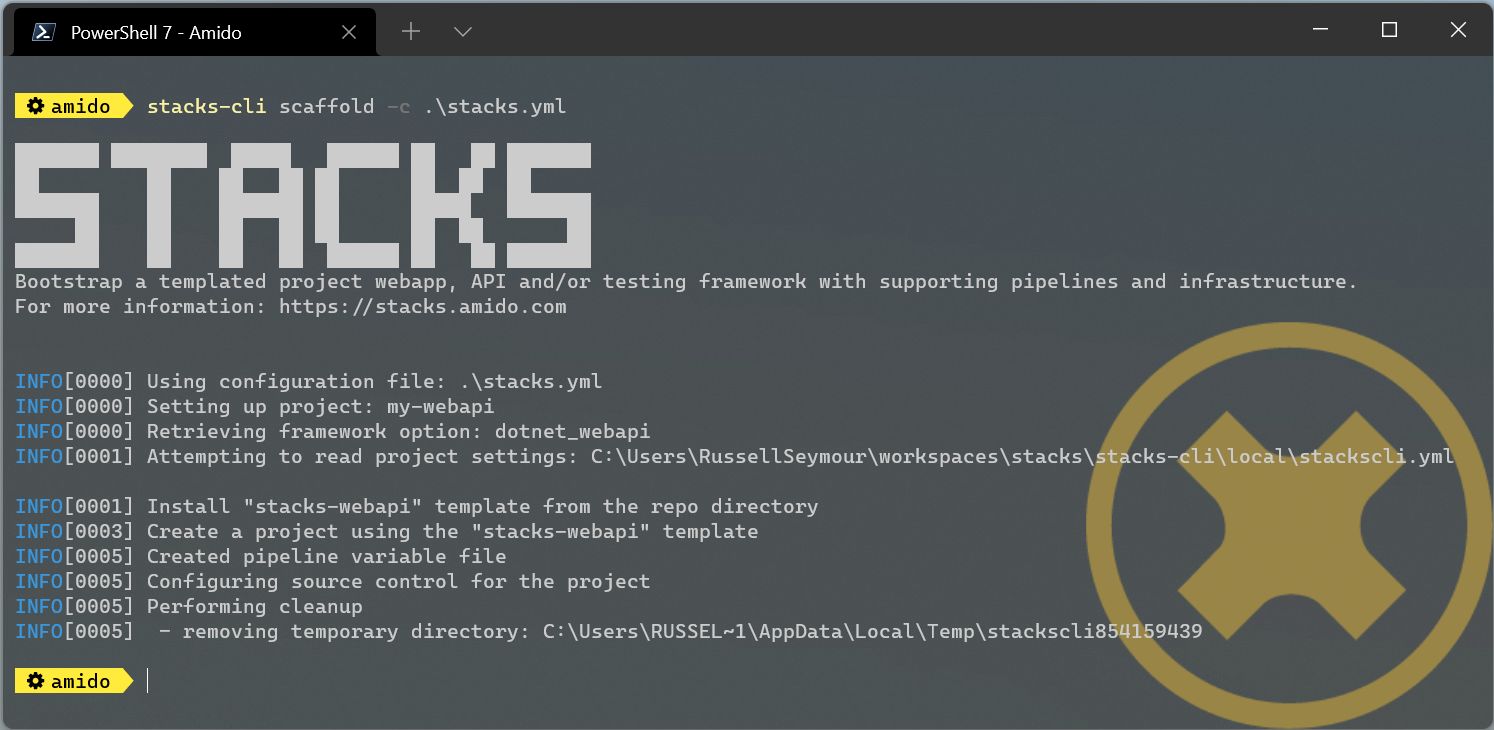 PowerShell 7 - Amido
amido stacks-cli scaffold -c .\stacks.yml
STACKS
Bootstrap a templated project webapp, API and/or testing framework with supporting pipelines and infrastructure.
For more information: https://stacks.amido.com
INFO[0000] Using configuration file: .\stacks.yml
INFO[0000] Setting up project: my-webapi
INFO[0000] Retrieving framework option: dotnet_webapi
INFO[0001] Attempting to read project settings: C:\Users\RussellSeymour\workspaces\stacks\stacks-cli\local\stackscli.yml
INFO[0001] Install "stacks-webapi" template from the repo directory
INFO[0003] Create a project using the "stacks-webapi" template
INFO[0005] Created pipeline variable file
INFO[0005] Configuring source control for the project
INFO[0005] Performing cleanup
INFO[0005]  - removing temporary directory: C:\Users\RUSSEL~1\AppData\Local\Temp\stackscli854159439
amido